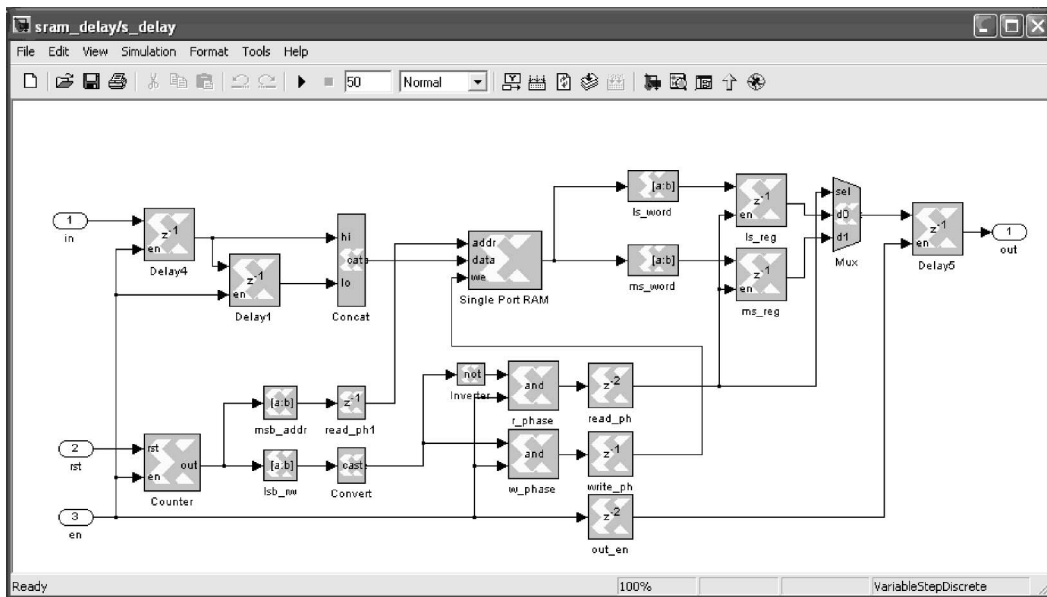 sram_delay/s_delay
File Edit View Simulation Format Tools Help
50 Normal
1
in
z-1
en
Delay4
z-1
en
Delay1
hi
cat
lo
Concat
addr
data
we
Single Port RAM
[a:b]
ls_word
[a:b]
ms_word
z-1
en
ls_reg
z-1
en
ms_reg
sel
d0
d1
Mux
z-1
en
Delay5
1
out
2
rst
3
en
rst
en
out
Counter
[a:b]
msb_addr
z-1
read_ph1
[a:b]
lsb_rw
cast
Convert
not
Inverter
and
r_phase
z-2
read_ph
and
w_phase
z-1
write_ph
z-2
out_en
Ready 100% VariableStepDiscrete